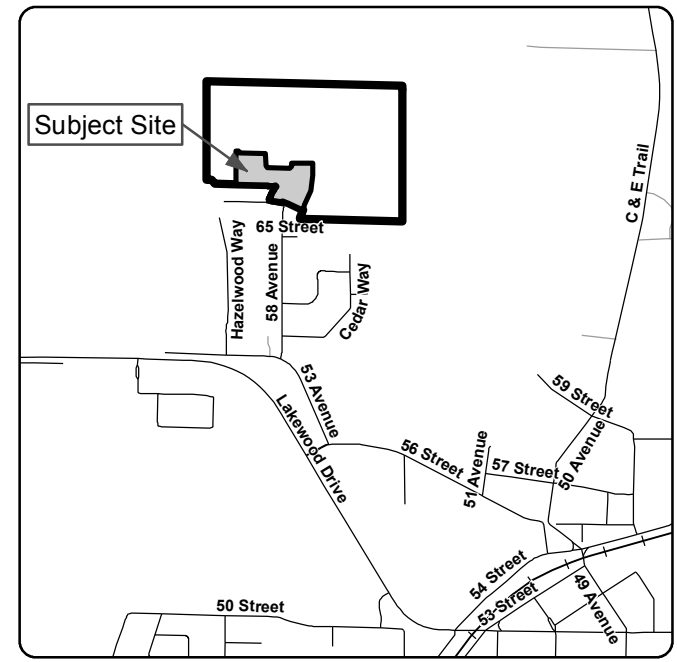 Subject Site
C & E Trail
65 Street
Hazelwood Way
58 Avenue
Cedar Way
53 Avenue
59 Street
Lakewood Drive
56 Street
51 Avenue
57 Street
50 Avenue
54 Street
53 Street
49 Avenue
50 Street